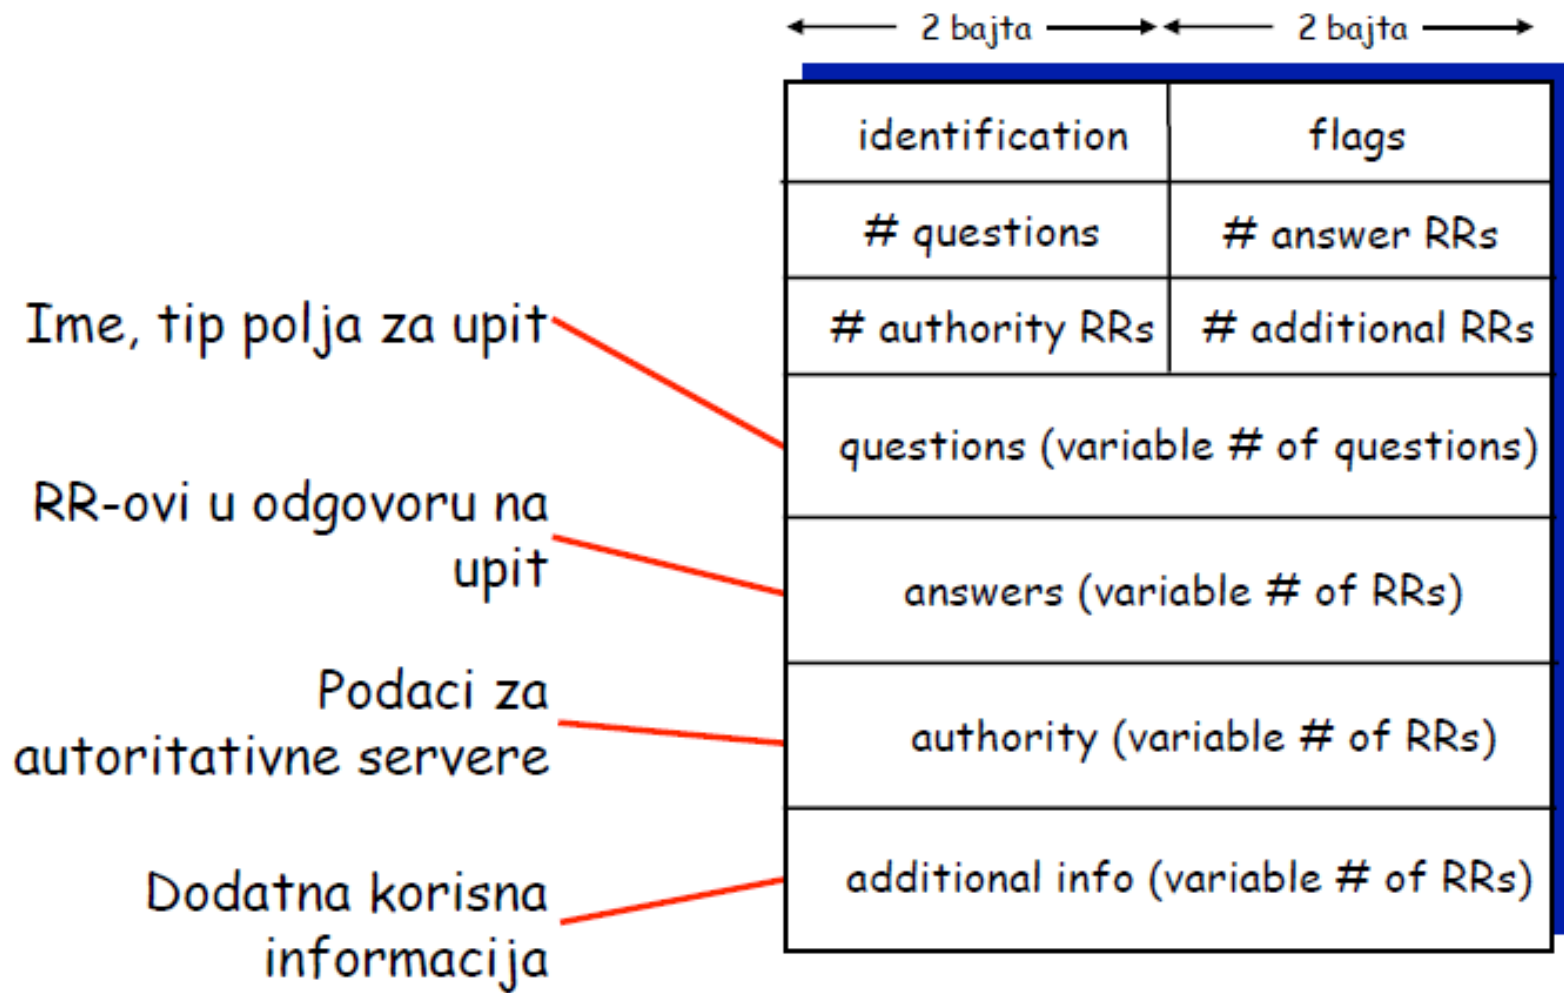 2 bajta 2 bajta
identification flags
# questions # answer RRs
# authority RRs # additional RRs
Ime, tip polja za upit
questions (variable # of questions)
RR-ovi u odgovoru na
upit
answers (variable # of RRs)
Podaci za
autoritativne servere
authority (variable # of RRs)
Dodatna korisna
informacija
additional info (variable # of RRs)